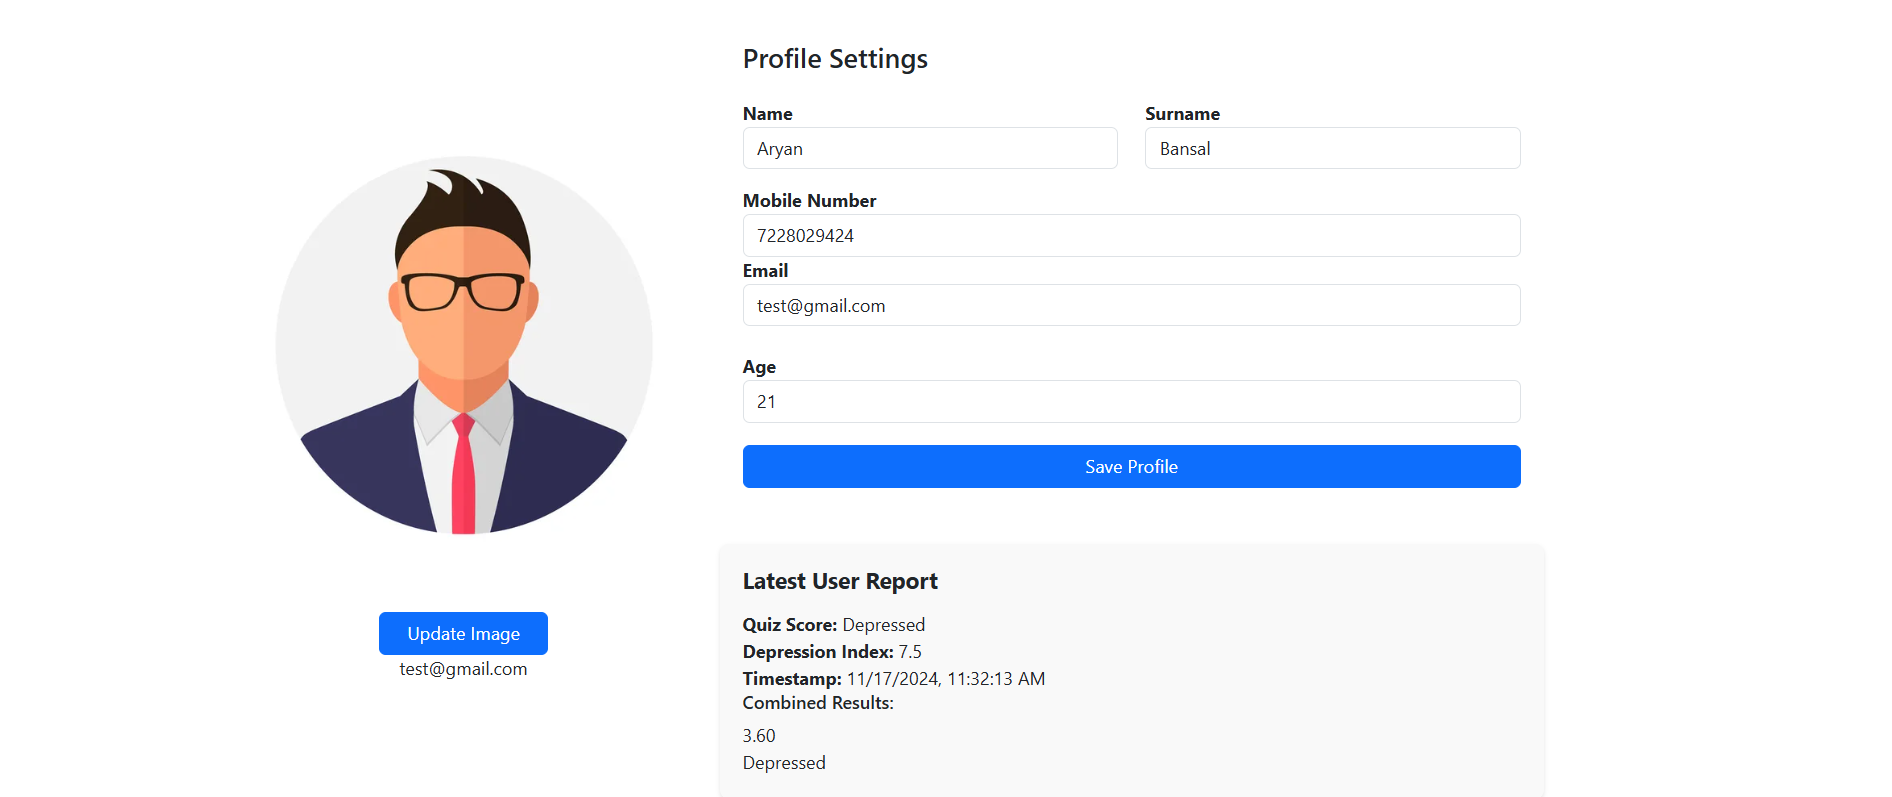 Profile Settings
Name
Surname
Aryan
Bansal
Mobile Number
7228029424
Email
test@gmail.com
Age
21
Save Profile
Update Image
test@gmail.com
Latest User Report
Quiz Score: Depressed
Depression Index: 7.5
Timestamp: 11/17/2024, 11:32:13 AM
Combined Results:
3.60
Depressed